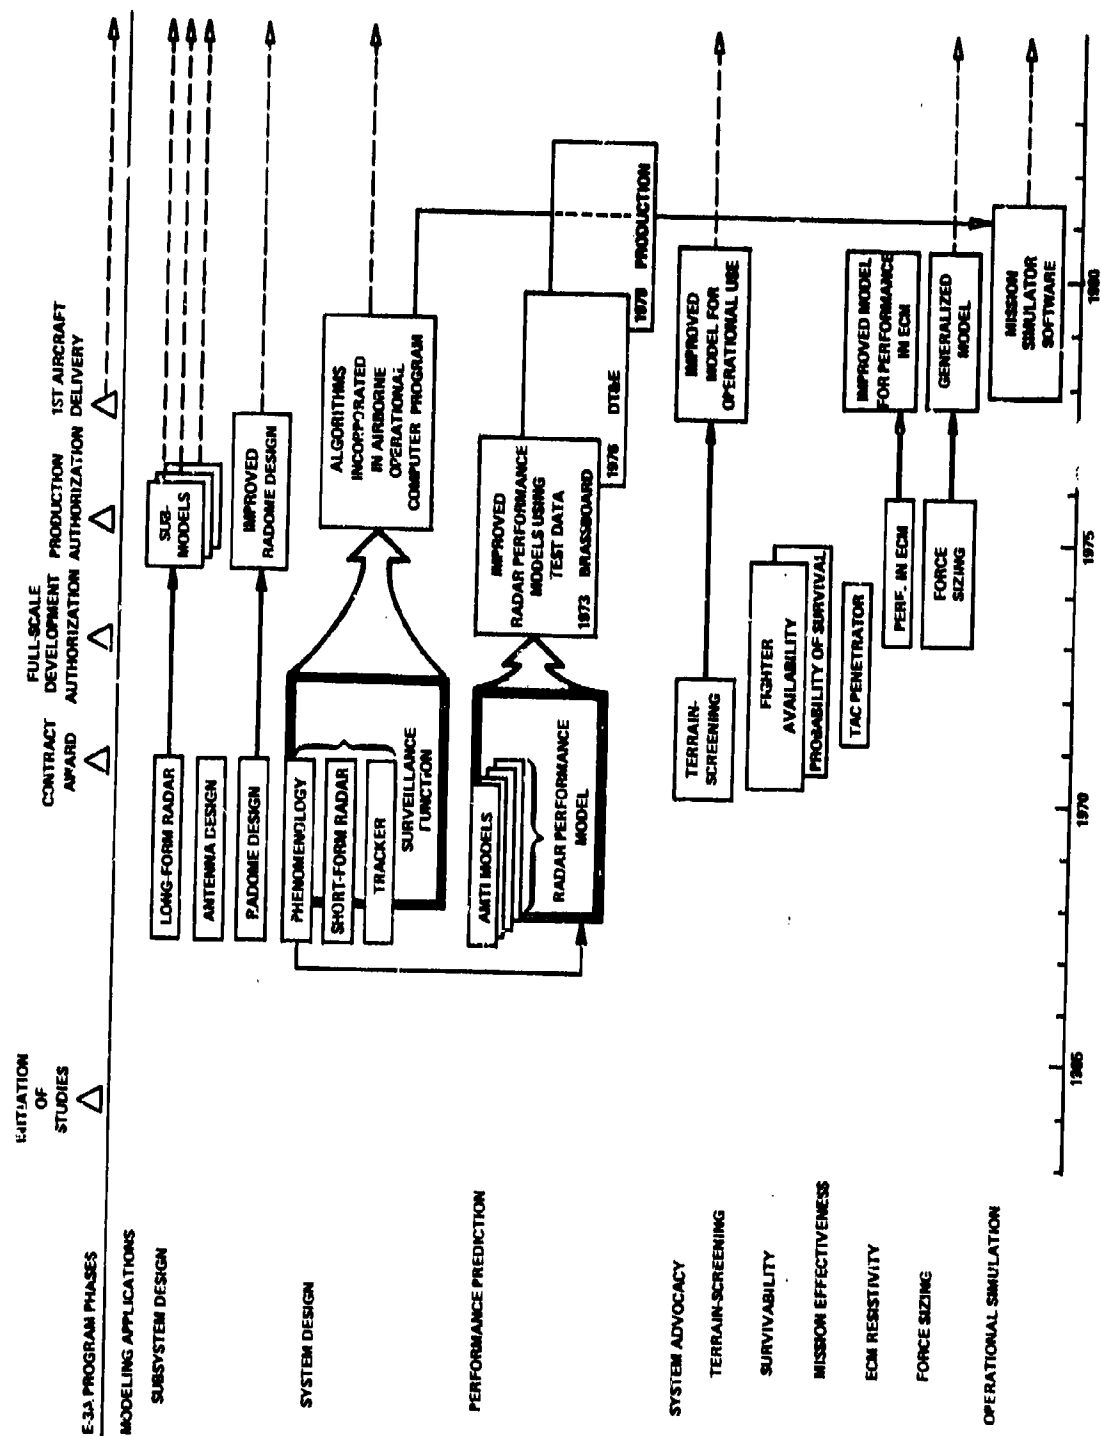 E-3A PROGRAM PHASES
INITIATION
OF
STUDIES
CONTRACT
AWARD
FULL-SCALE
DEVELOPMENT
AUTHORIZATION
PRODUCTION
AUTHORIZATION
1ST AIRCRAFT
DELIVERY
MODELING APPLICATIONS
SUBSYSTEM DESIGN
LONG-FORM RADAR
SUB-
MODELS
ANTENNA DESIGN
RADOME DESIGN
IMPROVED
RADOME DESIGN
SYSTEM DESIGN
PHENOMENOLOGY
SHORT-FORM RADAR
TRACKER
SURVEILLANCE
FUNCTION
ALGORITHMS
INCORPORATED
IN AIRBORNE
OPERATIONAL
COMPUTER PROGRAM
PERFORMANCE PREDICTION
AMTI MODELS
RADAR PERFORMANCE
MODEL
IMPROVED
RADAR PERFORMANCE
MODELS USING
TEST DATA
1973 BRASSBOARD
1976 DT&E
1979 PRODUCTION
SYSTEM ADVOCACY
TERRAIN-SCREENING
TERRAIN-
SCREENING
IMPROVED
MODEL FOR
OPERATIONAL USE
SURVIVABILITY
FIGHTER
AVAILABILITY
PROBABILITY OF SURVIVAL
MISSION EFFECTIVENESS
TAC PENETRATOR
ECM RESISTIVITY
PERF. IN ECM
IMPROVED MODEL
FOR PERFORMANCE
IN ECM
FORCE SIZING
FORCE
SIZING
GENERALIZED
MODEL
OPERATIONAL SIMULATION
MISSION
SIMULATOR
SOFTWARE
1965
1970
1975
1980